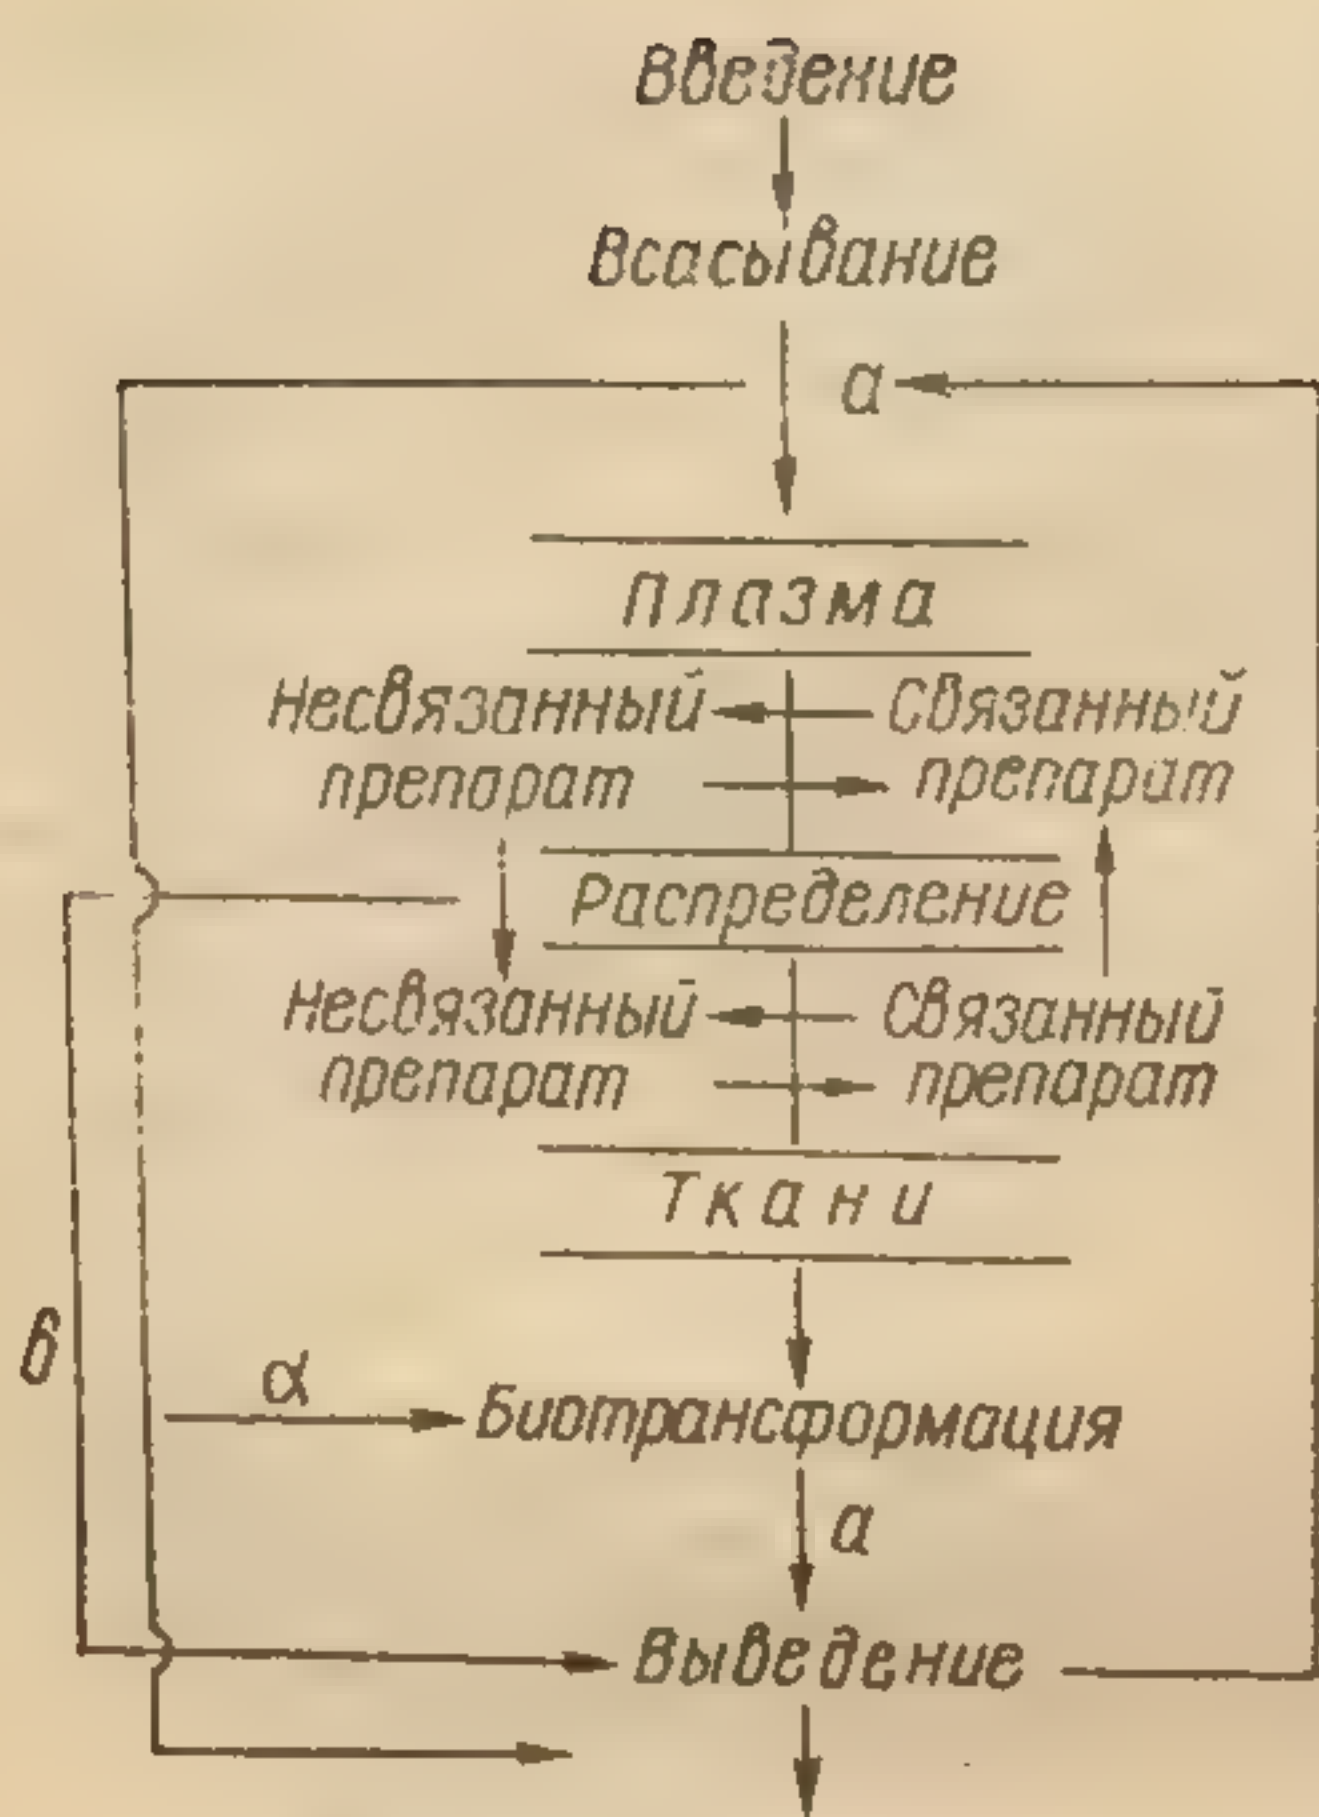 Введение
Всасывание
а
Плазма
Несвязанный Связанный
препарат препарат
Распределение
Несвязанный Связанный
препарат препарат
Ткани
б
а
Биотрансформация
а
Выведение